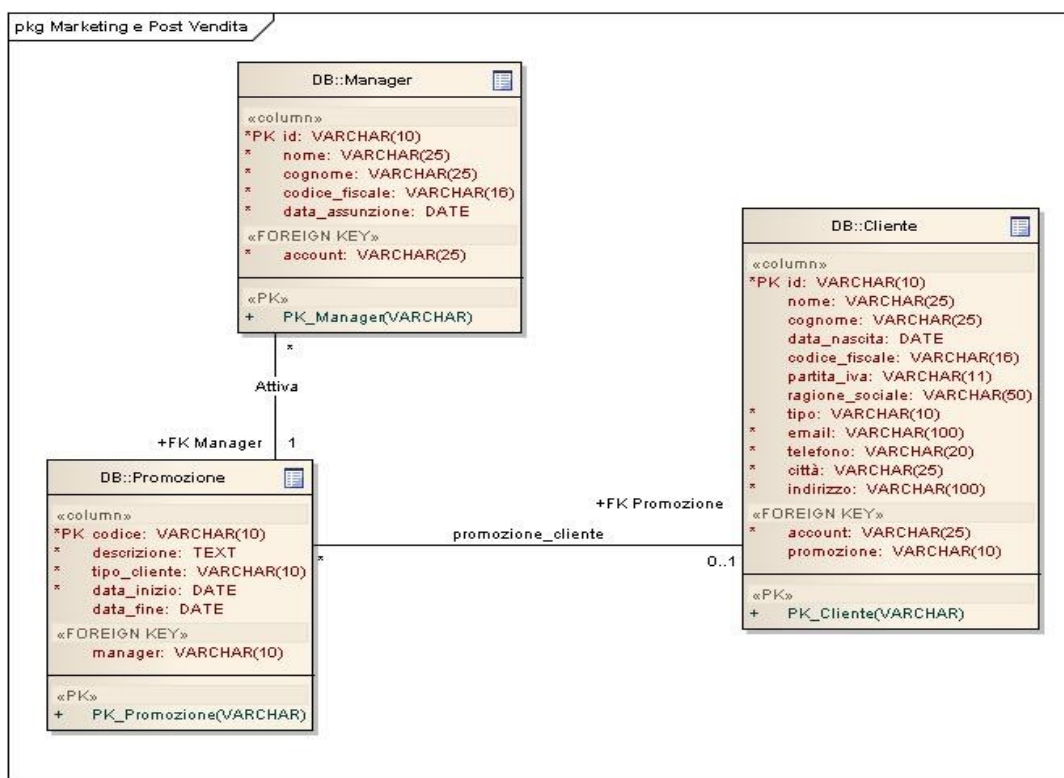 pkg Marketing e Post Vendita
DB::Manager
«column»
*PK id: VARCHAR(10)
* nome: VARCHAR(25)
* cognome: VARCHAR(25)
* codice_fiscale: VARCHAR(16)
* data_assunzione: DATE
«FOREIGN KEY»
* account: VARCHAR(25)
«PK»
+ PK_Manager(VARCHAR)
*
Attiva
+FK Manager 1
DB::Promozione
«column»
*PK codice: VARCHAR(10)
* descrizione: TEXT
* tipo_cliente: VARCHAR(10)
* data_inizio: DATE
data_fine: DATE
«FOREIGN KEY»
manager: VARCHAR(10)
«PK»
+ PK_Promozione(VARCHAR)
+FK Promozione
promozione_cliente
* 0..1
DB::Cliente
«column»
*PK id: VARCHAR(10)
nome: VARCHAR(25)
cognome: VARCHAR(25)
data_nascita: DATE
codice_fiscale: VARCHAR(16)
partita_iva: VARCHAR(11)
ragione_sociale: VARCHAR(50)
* tipo: VARCHAR(10)
* email: VARCHAR(100)
* telefono: VARCHAR(20)
* città: VARCHAR(25)
* indirizzo: VARCHAR(100)
«FOREIGN KEY»
* account: VARCHAR(25)
promozione: VARCHAR(10)
«PK»
+ PK_Cliente(VARCHAR)